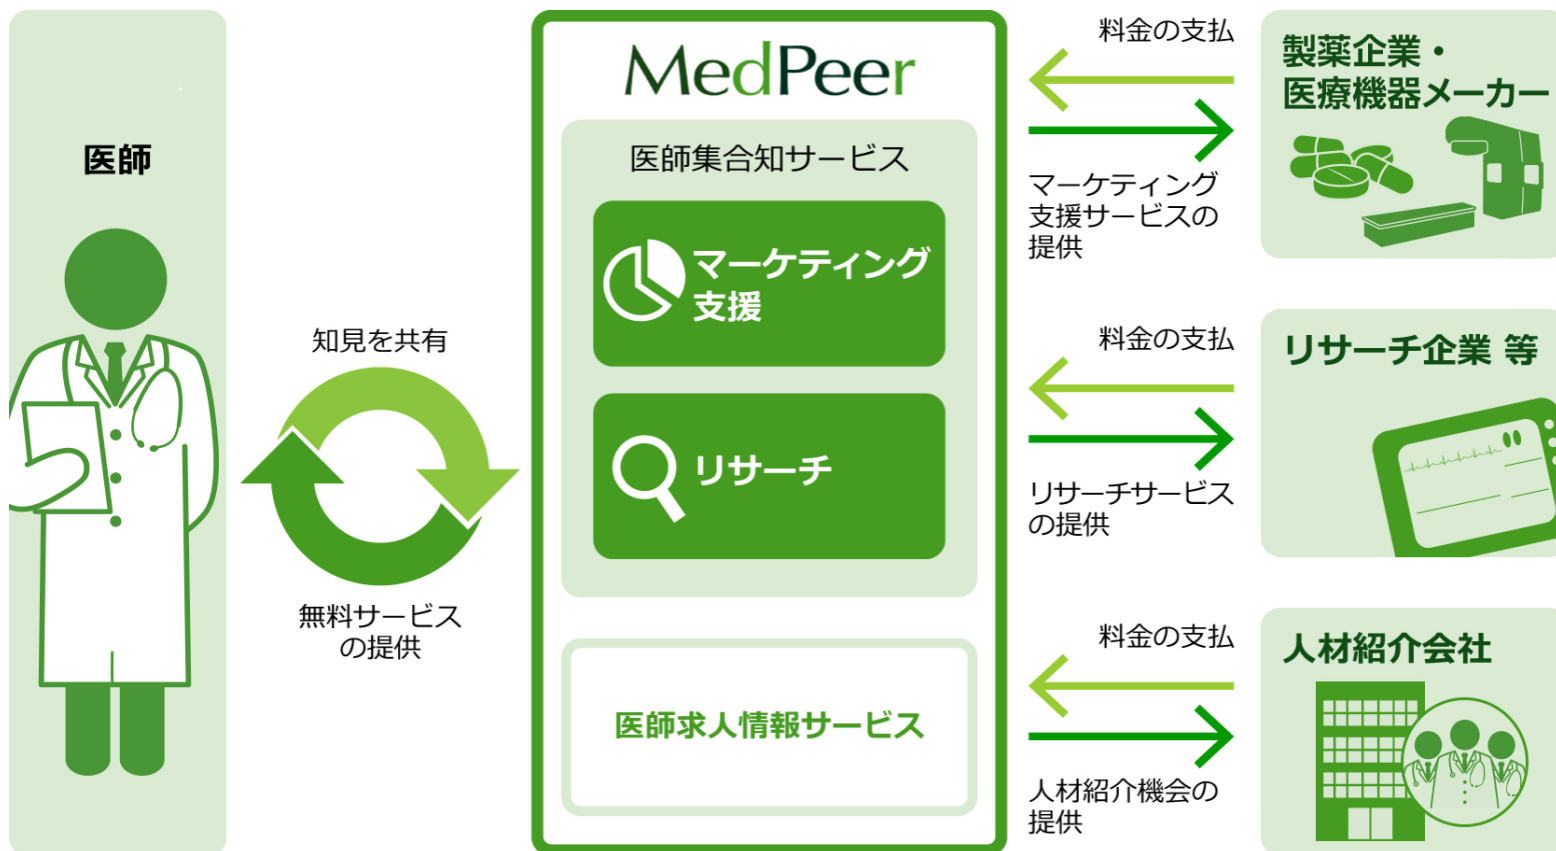 医師
知見を共有
無料サービス
の提供
MedPeer
医師集合知サービス
マーケティング
支援
リサーチ
医師求人情報サービス
料金の支払
マーケティング
支援サービスの
提供
製薬企業・
医療機器メーカー
料金の支払
リサーチサービス
の提供
リサーチ企業 等
料金の支払
人材紹介機会の
提供
人材紹介会社